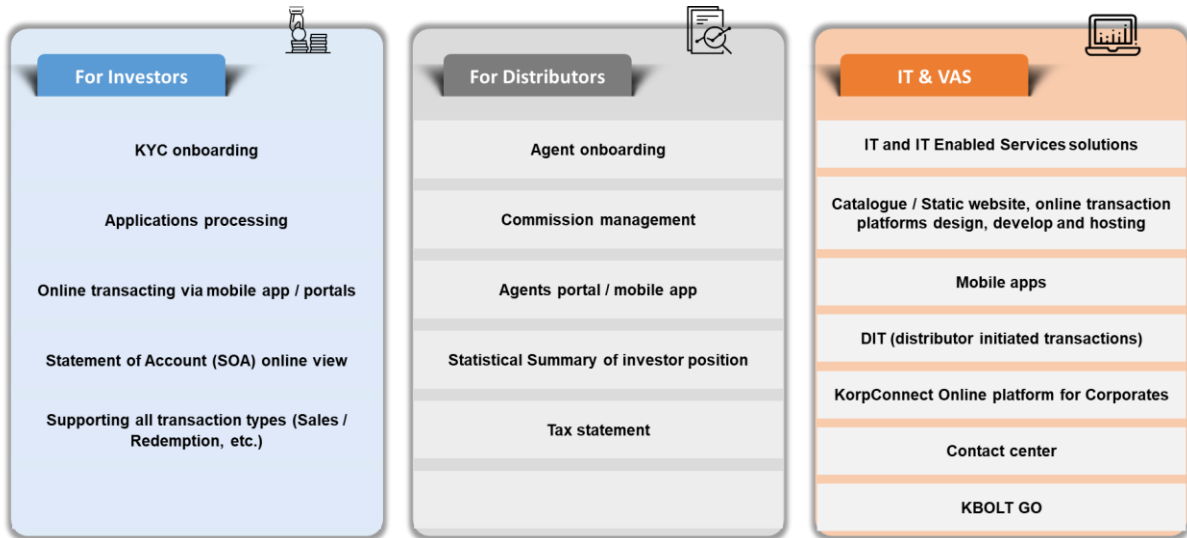 For Investors
KYC onboarding
Applications processing
Online transacting via mobile app / portals
Statement of Account (SOA) online view
Supporting all transaction types (Sales /
Redemption, etc.)
For Distributors
Agent onboarding
Commission management
Agents portal / mobile app
Statistical Summary of investor position
Tax statement
IT & VAS
IT and IT Enabled Services solutions
Catalogue / Static website, online transaction
platforms design, develop and hosting
Mobile apps
DIT (distributor initiated transactions)
KorpConnect Online platform for Corporates
Contact center
KBOLT GO